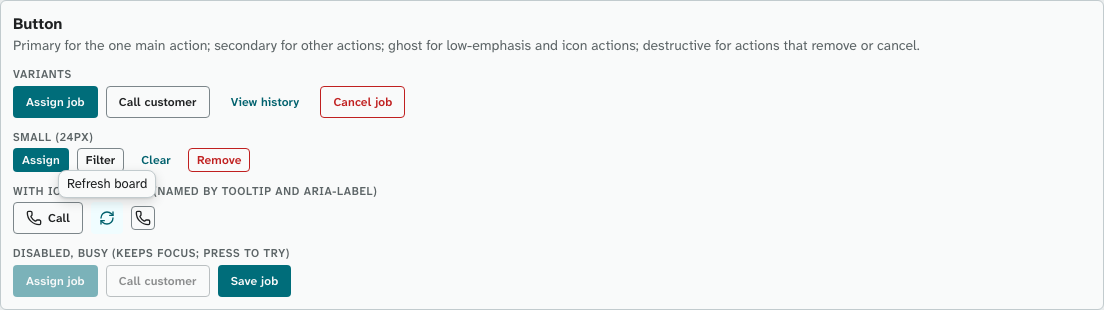 Button
Primary for the one main action; secondary for other actions; ghost for low-emphasis and icon actions; destructive for actions that remove or cancel.
VARIANTS
Assign job Call customer View history Cancel job
SMALL (24PX)
Assign Filter Clear Remove
Refresh board
WITH (NAMED BY TOOLTIP AND ARIA-LABEL)
Call
DISABLED, BUSY (KEEPS FOCUS; PRESS TO TRY)
Assign job Call customer Save job